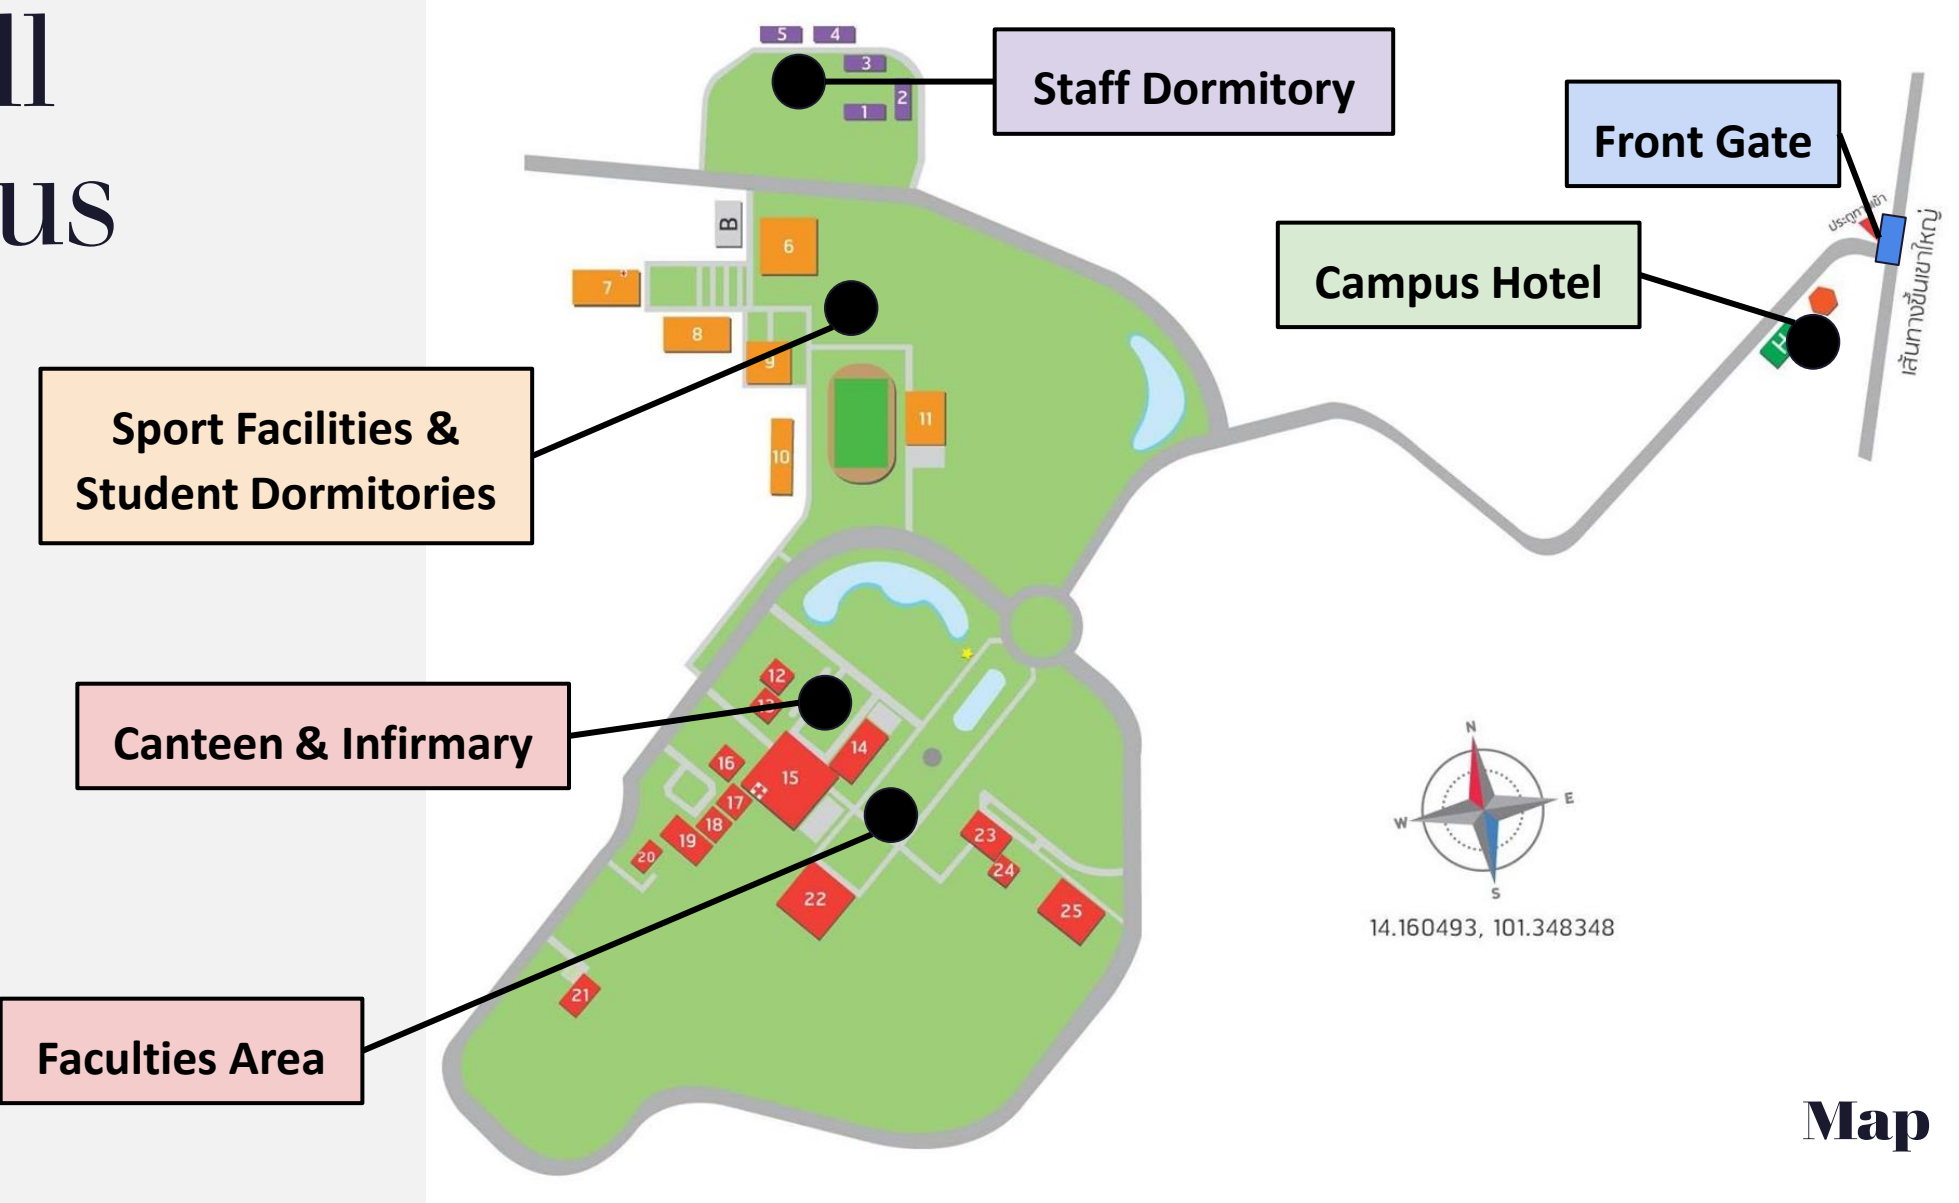 ll
us
Staff Dormitory
Front Gate
Campus Hotel
Sport Facilities &
Student Dormitories
Canteen & Infirmary
Faculties Area
5
4
3
2
1
B
6
7
8
9
10
11
12
13
14
15
16
17
18
19
20
21
22
23
24
25
H
เส้นทางขึ้นเขาใหญ่
N
E
W
S
14.160493, 101.348348
Map